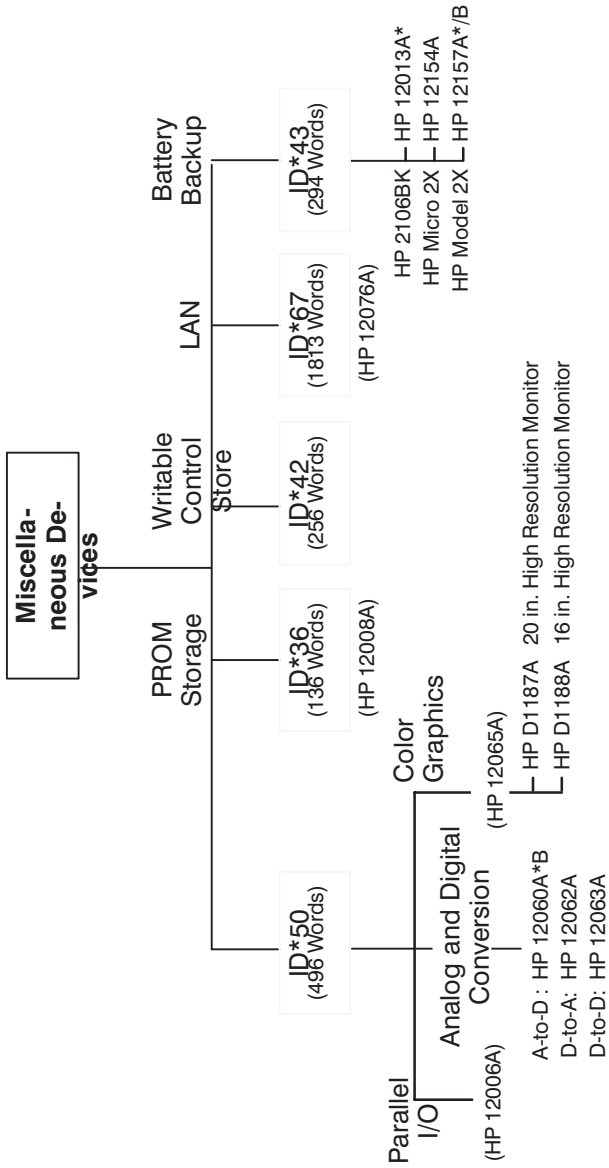 Miscella-
neous De-
vices
PROM
Storage
Writable
Control
Store
LAN
Battery
Backup
ID*50
(496 Words)
ID*36
(136 Words)
(HP 12008A)
ID*42
(256 Words)
ID*67
(1813 Words)
(HP 12076A)
ID*43
(294 Words)
HP 2106BK HP 12013A*
HP Micro 2X HP 12154A
HP Model 2X HP 12157A*/B
Parallel
I/O
(HP 12006A)
Analog and Digital
Conversion
A-to-D : HP 12060A*B
D-to-A: HP 12062A
D-to-D: HP 12063A
Color
Graphics
(HP 12065A)
HP D1187A 20 in. High Resolution Monitor
HP D1188A 16 in. High Resolution Monitor